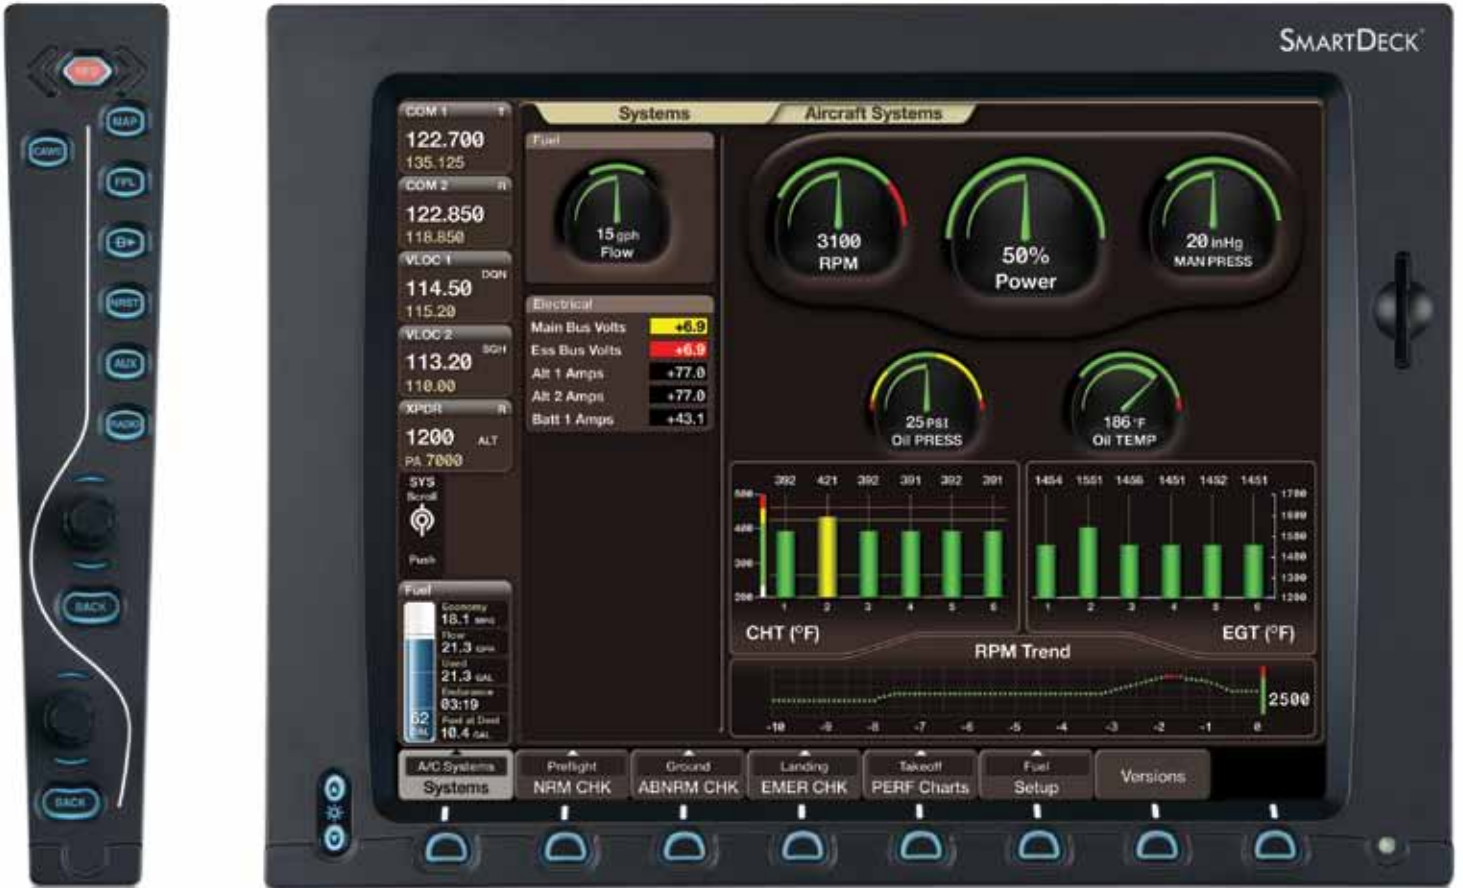 SMARTDECK
CAWS
MAP
FPL
NRST
AUX
RADIO
BACK
BACK
COM 1 T
122.700
135.125
COM 2 R
122.850
118.850
VLOC 1
DQN
114.50
115.20
VLOC 2
SGH
113.20
110.00
XPDR R
1200 ALT
PA 7000
SYS
Scroll
Push
Fuel
Economy
18.1 MPG
Flow
21.3 GPH
Used
21.3 GAL
Endurance
03:19
Fuel at Dest
10.4 GAL
62
GAL
Systems
Aircraft Systems
Fuel
15 gph
Flow
Electrical
Main Bus Volts +6.9
Ess Bus Volts +6.9
Alt 1 Amps +77.0
Alt 2 Amps +77.0
Batt 1 Amps +43.1
3100
RPM
50%
Power
20 inHg
MAN PRESS
25 PSI
Oil PRESS
186 °F
Oil TEMP
392 421 392 391 392 391
500
400
300
200
1 2 3 4 5 6
CHT (°F)
1454 1551 1456 1451 1452 1451
1700
1600
1500
1400
1300
1200
1 2 3 4 5 6
EGT (°F)
RPM Trend
2500
-10 -9 -8 -7 -6 -5 -4 -3 -2 -1 0
A/C Systems
Systems
Preflight
NRM CHK
Ground
ABNRM CHK
Landing
EMER CHK
Takeoff
PERF Charts
Fuel
Setup
Versions